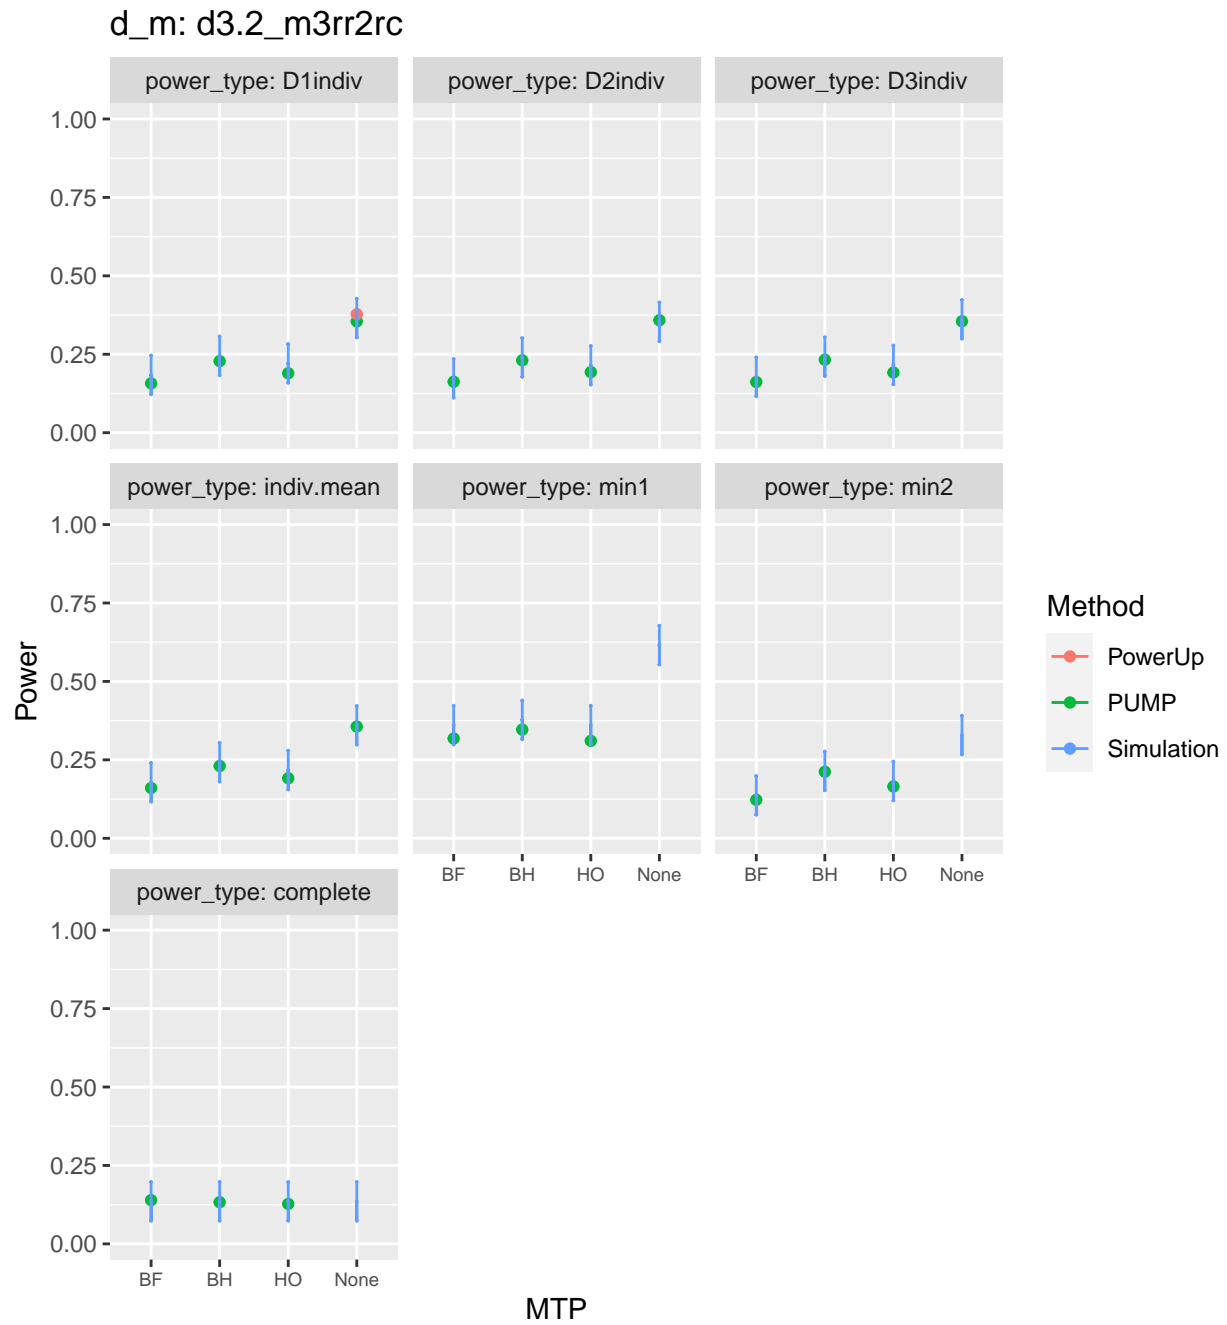 d_m: d3.2_m3rr2rc
power_type: D1indiv
power_type: D2indiv
power_type: D3indiv
1.00
0.75
0.50
0.25
0.00
power_type: indiv.mean
power_type: min1
power_type: min2
1.00
0.75
0.50
0.25
0.00
BF BH HO None
BF BH HO None
power_type: complete
1.00
0.75
0.50
0.25
0.00
BF BH HO None
Power
MTP
Method
PowerUp
PUMP
Simulation